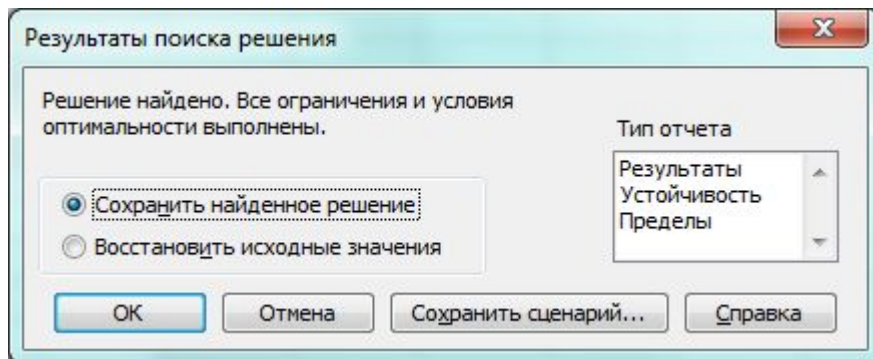 Результаты поиска решения
Решение найдено. Все ограничения и условия
оптимальности выполнены.
Тип отчета
Результаты
Устойчивость
Пределы
Сохранить найденное решение
Восстановить исходные значения
ОК
Отмена
Сохранить сценарий...
Справка